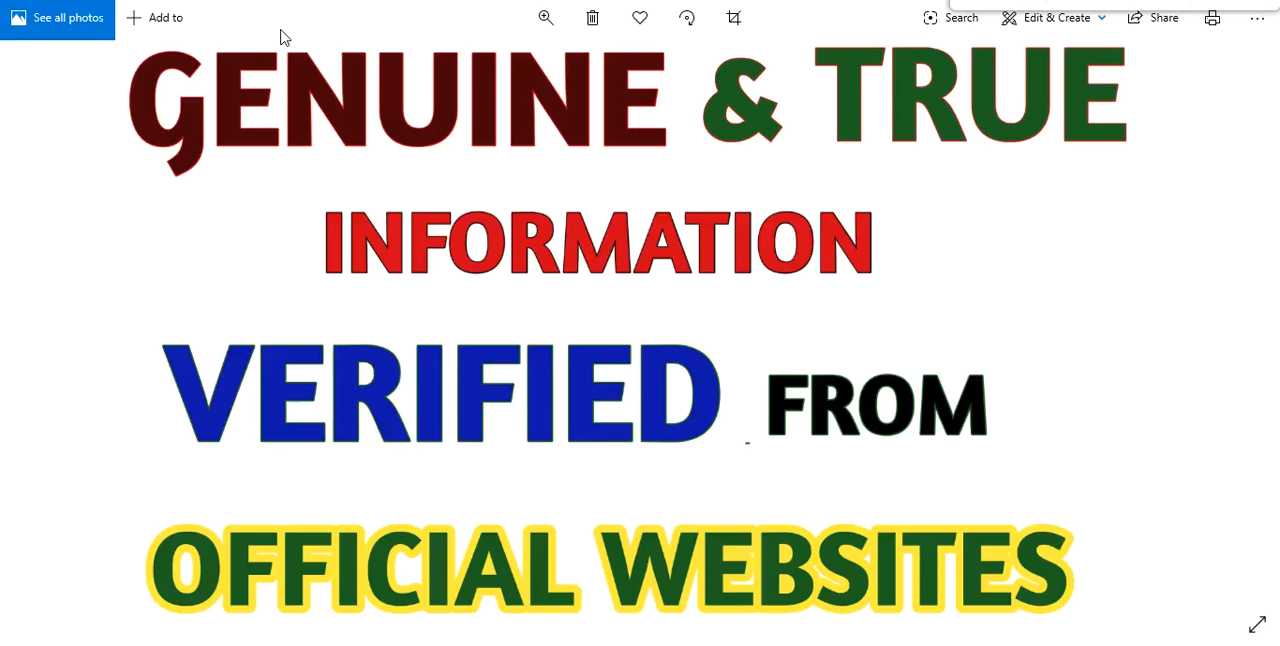 See all photos Add to Search Edit & Create Share
GENUINE & TRUE
INFORMATION
VERIFIED FROM
OFFICIAL WEBSITES